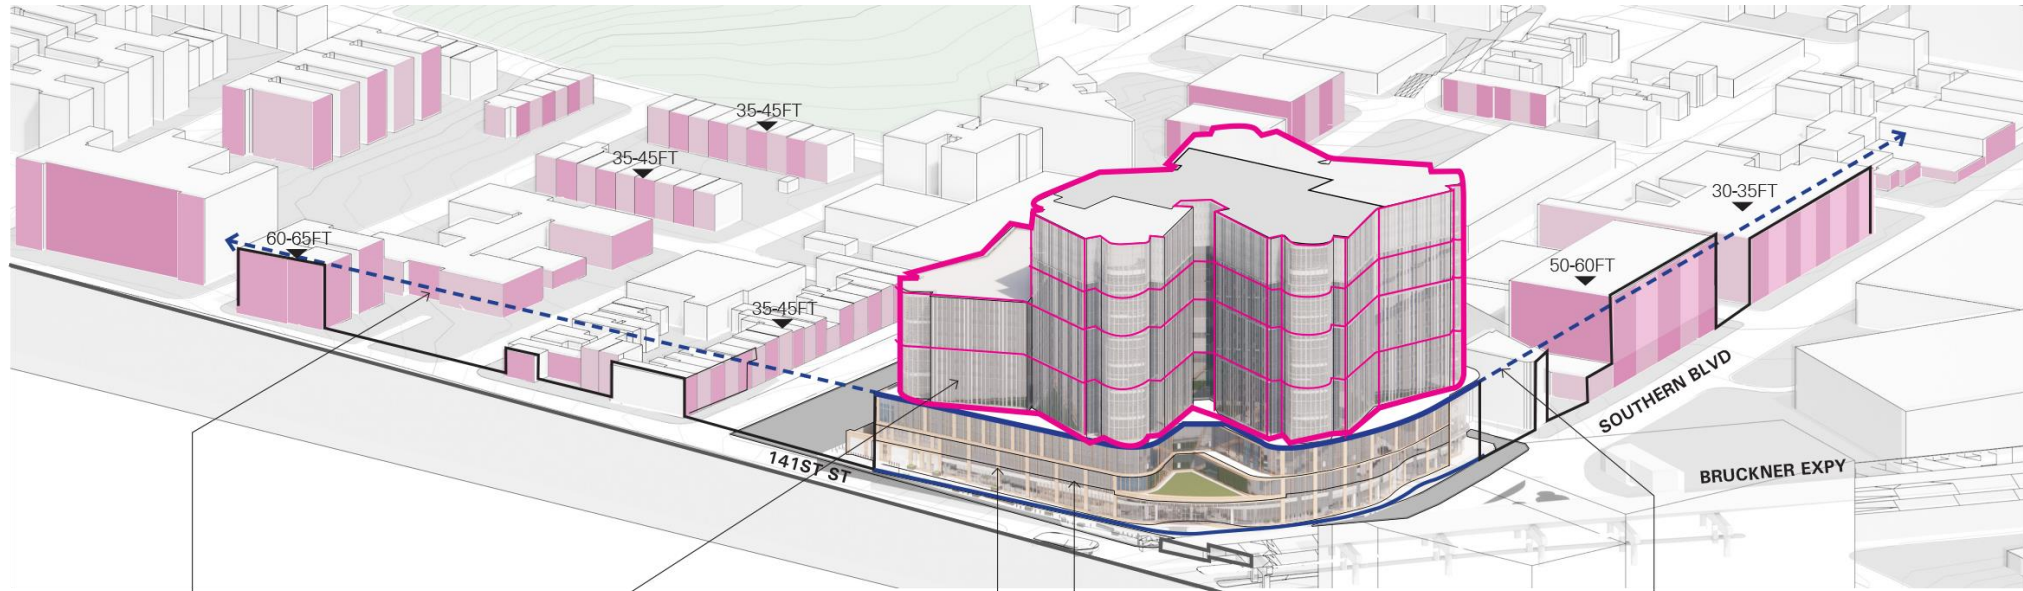 35-45FT
35-45FT
30-35FT
60-65FT
50-60FT
35-45FT
SOUTHERN BLVD
141ST ST
BRUCKNER EXPY